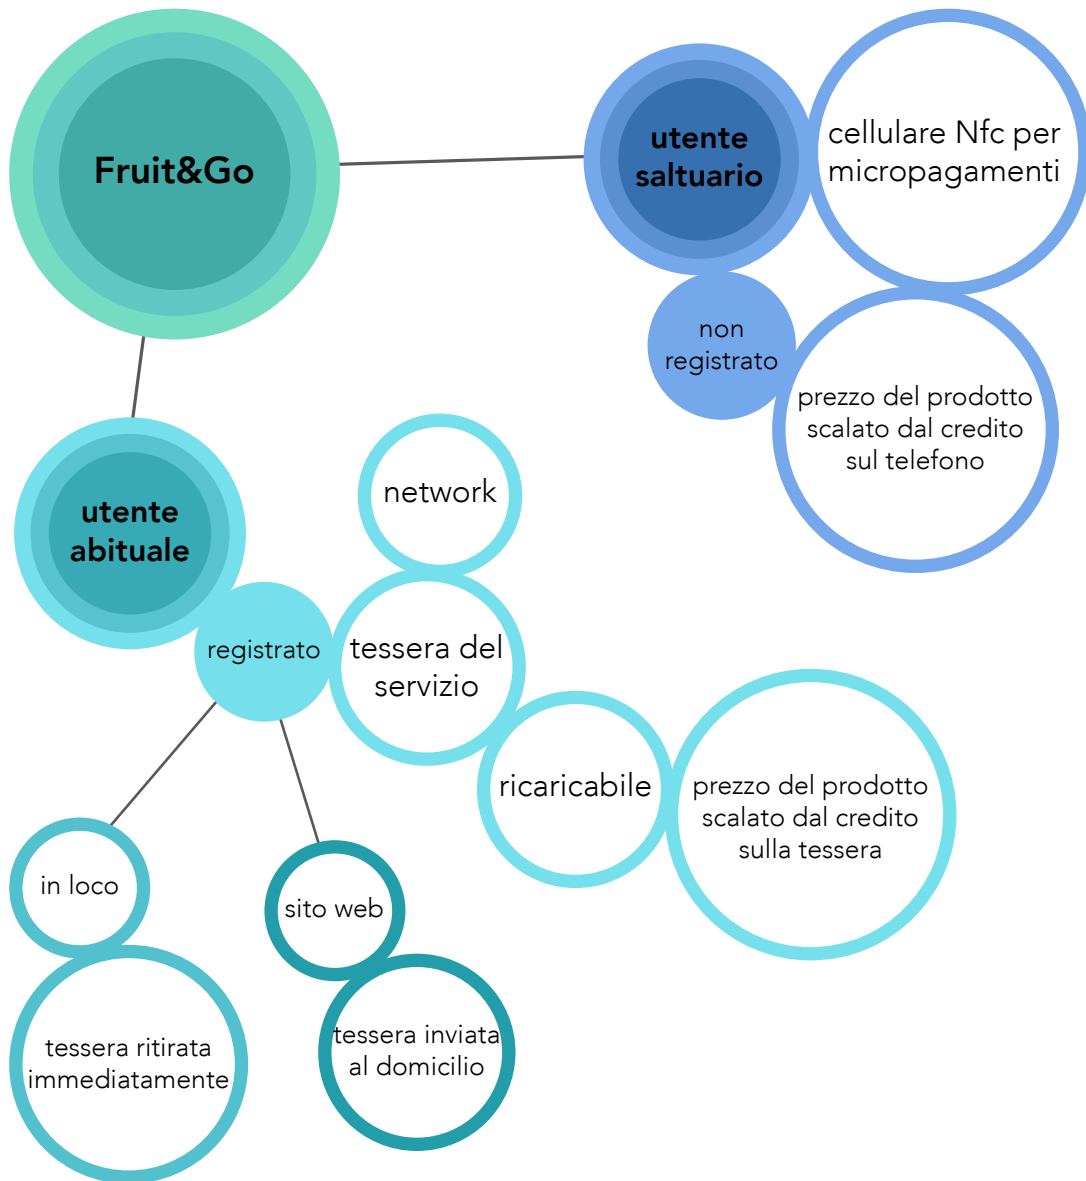 Fruit&Go
utente
saltuario
cellulare Nfc per
micropagamenti
non
registrato
prezzo del prodotto
scalato dal credito
sul telefono
utente
abituale
network
registrato
tessera del
servizio
ricaricabile
prezzo del prodotto
scalato dal credito
sulla tessera
in loco
sito web
tessera ritirata
immediatamente
tessera inviata
al domicilio